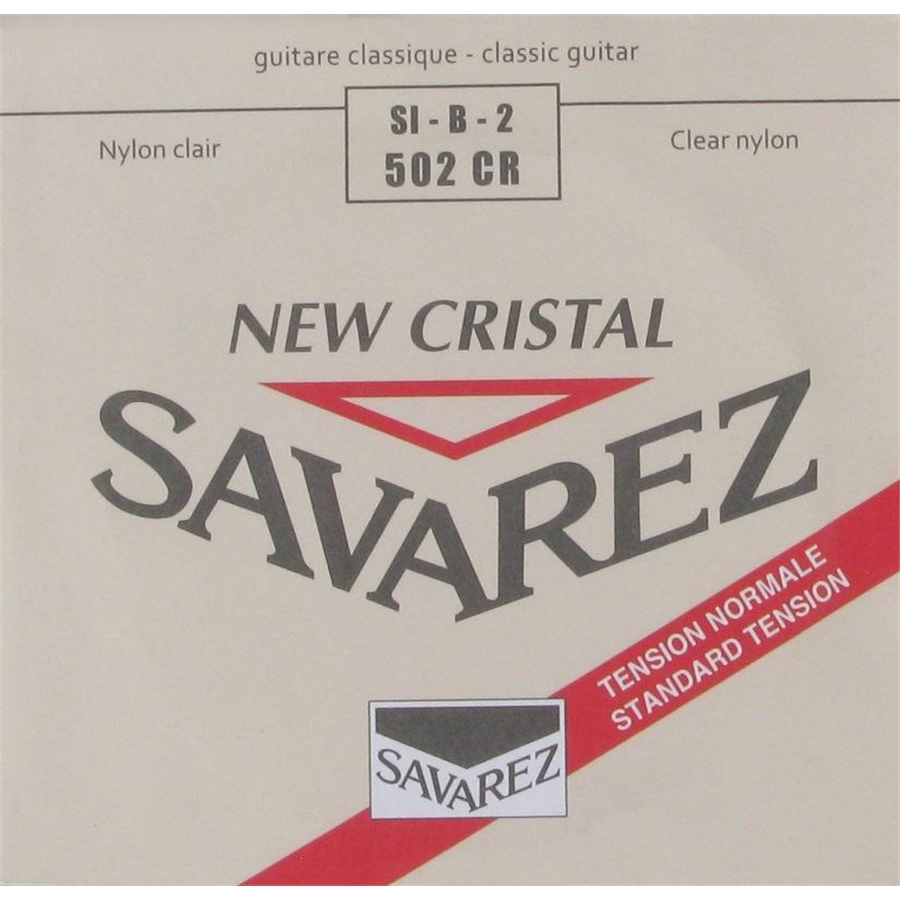 guitare classique - classic guitar
SI - B - 2
502 CR
Nylon clair
Clear nylon
NEW CRISTAL
SAVAREZ
TENSION NORMALE
STANDARD TENSION
SAVAREZ